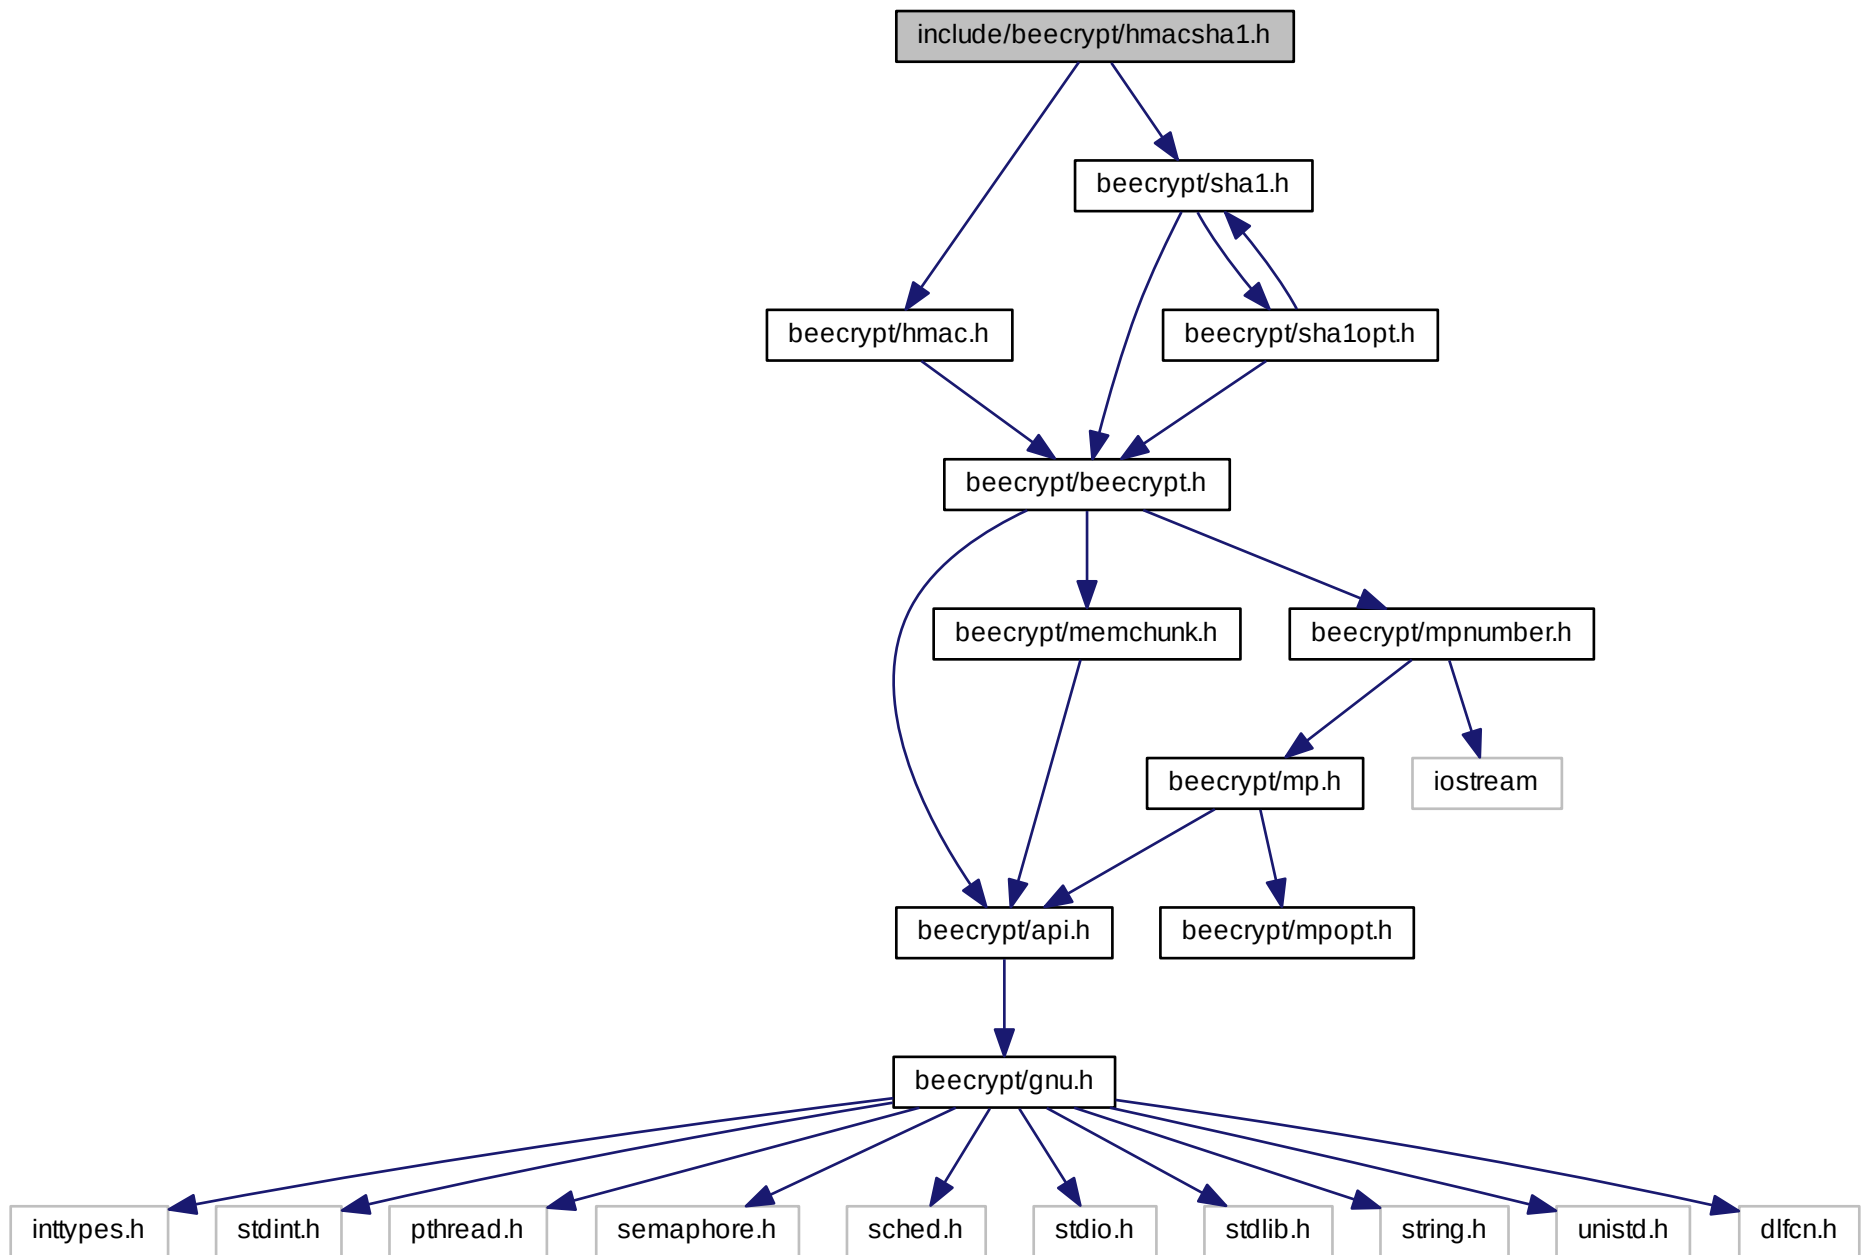 include/beecrypt/hmacsha1.h
beecrypt/sha1.h
beecrypt/hmac.h
beecrypt/sha1opt.h
beecrypt/beecrypt.h
beecrypt/memchunk.h
beecrypt/mpnumber.h
beecrypt/mp.h
iostream
beecrypt/api.h
beecrypt/mpopt.h
beecrypt/gnu.h
inttypes.h
stdint.h
pthread.h
semaphore.h
sched.h
stdio.h
stdlib.h
string.h
unistd.h
dlfcn.h